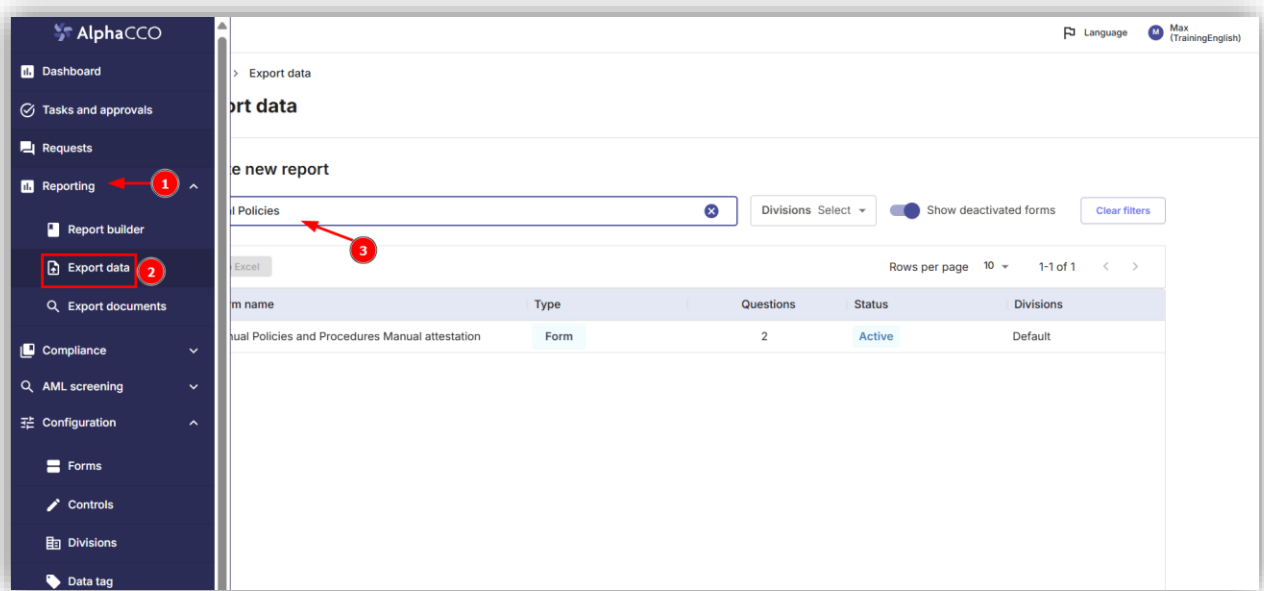 AlphaCCO
Language
M
Max
(TrainingEnglish)
Dashboard
Tasks and approvals
Requests
Reporting
1
Report builder
Export data
2
Export documents
Compliance
AML screening
Configuration
Forms
Controls
Divisions
Data tag
> Export data
ort data
te new report
al Policies
3
Divisions Select
Show deactivated forms
Clear filters
Excel
Rows per page 10 1-1 of 1 < >
rm name Type Questions Status Divisions
nual Policies and Procedures Manual attestation Form 2 Active Default